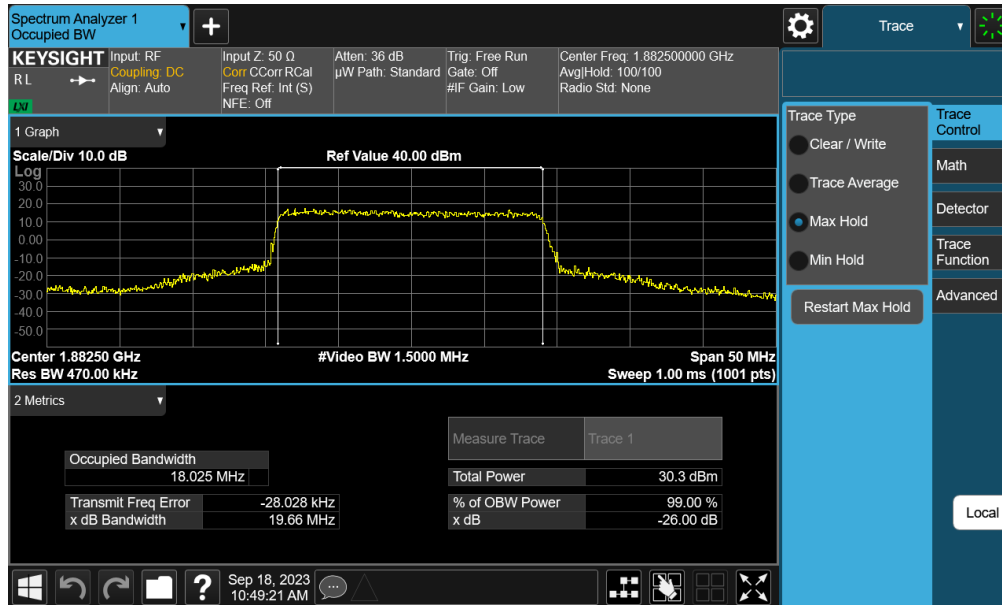 Spectrum Analyzer 1
Occupied BW
Trace
KEYSIGHT
R L
LXI
Input: RF
Coupling: DC
Align: Auto
Input Z: 50 Ω
Corr CCorr RCal
Freq Ref: Int (S)
NFE: Off
Atten: 36 dB
µW Path: Standard
Trig: Free Run
Gate: Off
#IF Gain: Low
Center Freq: 1.882500000 GHz
Avg|Hold: 100/100
Radio Std: None
1 Graph
Scale/Div 10.0 dB
Ref Value 40.00 dBm
Log
30.0
20.0
10.0
0.00
-10.0
-20.0
-30.0
-40.0
-50.0
Center 1.88250 GHz
#Video BW 1.5000 MHz
Span 50 MHz
Res BW 470.00 kHz
Sweep 1.00 ms (1001 pts)
2 Metrics
Measure Trace
Trace 1
Occupied Bandwidth
18.025 MHz
Total Power
30.3 dBm
Transmit Freq Error
-28.028 kHz
% of OBW Power
99.00 %
x dB Bandwidth
19.66 MHz
x dB
-26.00 dB
Trace Type
Clear / Write
Trace Average
Max Hold
Min Hold
Restart Max Hold
Trace
Control
Math
Detector
Trace
Function
Advanced
Local
?
Sep 18, 2023
10:49:21 AM